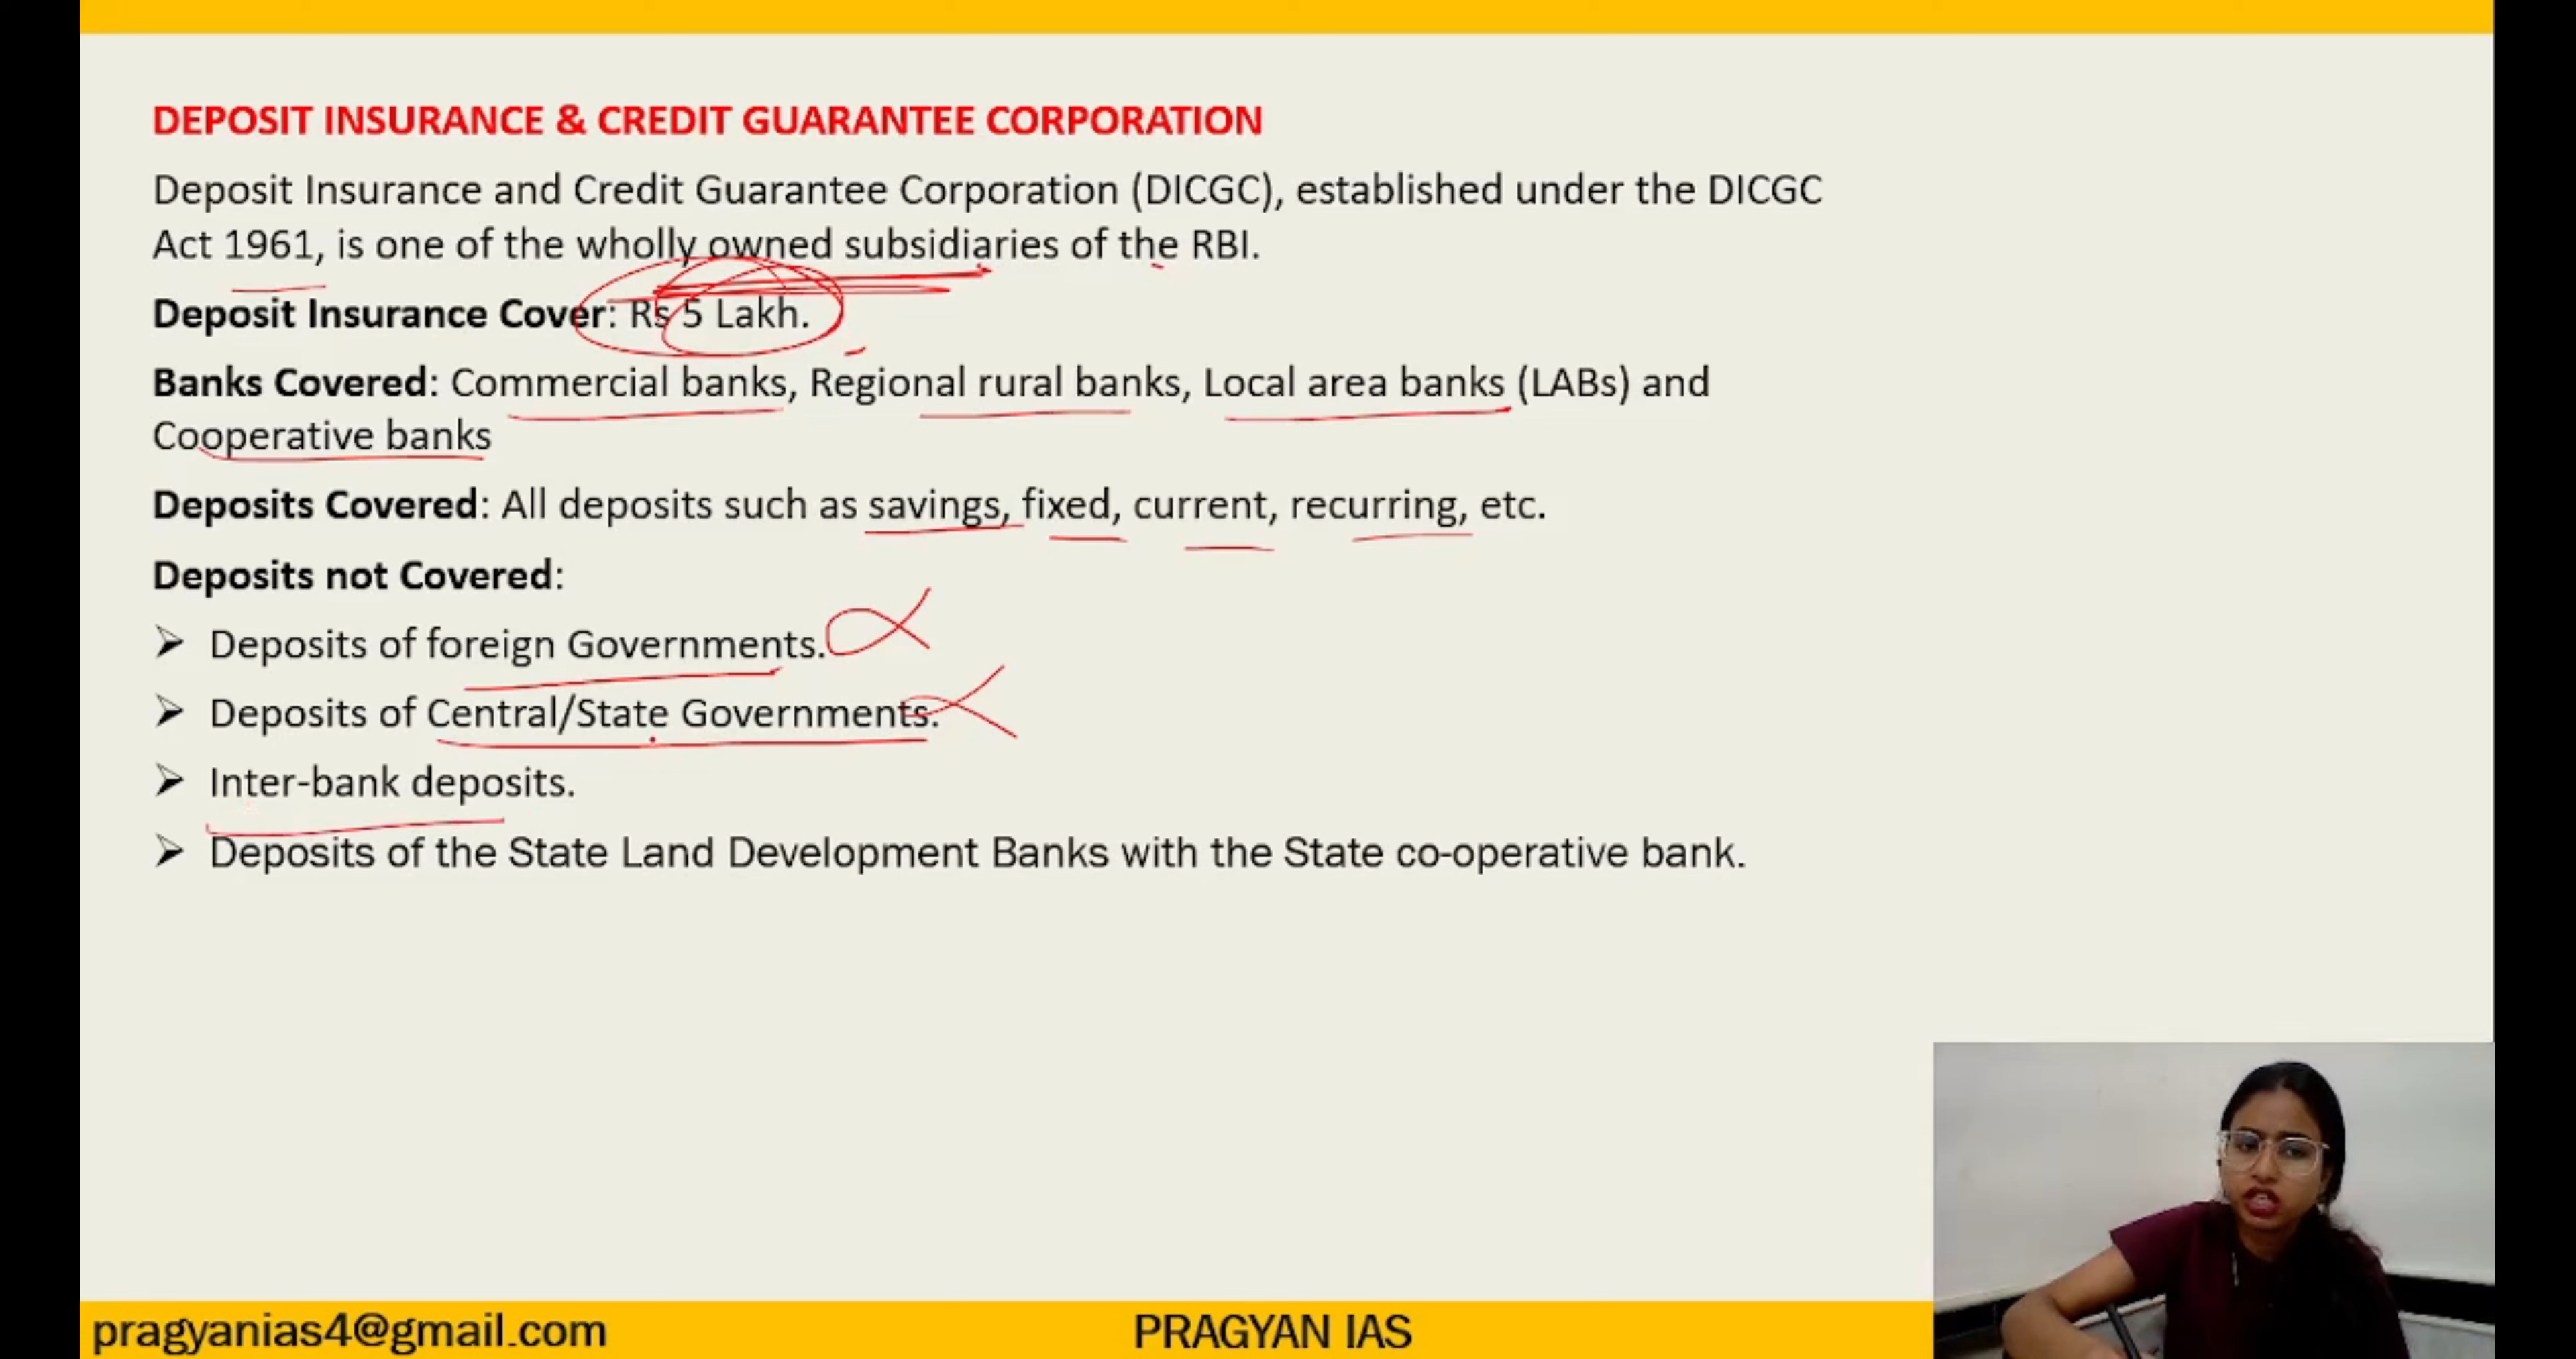 DEPOSIT INSURANCE & CREDIT GUARANTEE CORPORATION
Deposit Insurance and Credit Guarantee Corporation (DICGC), established under the DICGC
Act 1961, is one of the wholly owned subsidiaries of the RBI.
Deposit Insurance Cover: Rs 5 Lakh.
Banks Covered: Commercial banks, Regional rural banks, Local area banks (LABs) and
Cooperative banks
Deposits Covered: All deposits such as savings, fixed, current, recurring, etc.
Deposits not Covered:
➤ Deposits of foreign Governments.
➤ Deposits of Central/State Governments.
➤ Inter-bank deposits.
➤ Deposits of the State Land Development Banks with the State co-operative bank.
pragyanias4@gmail.com
PRAGYAN IAS